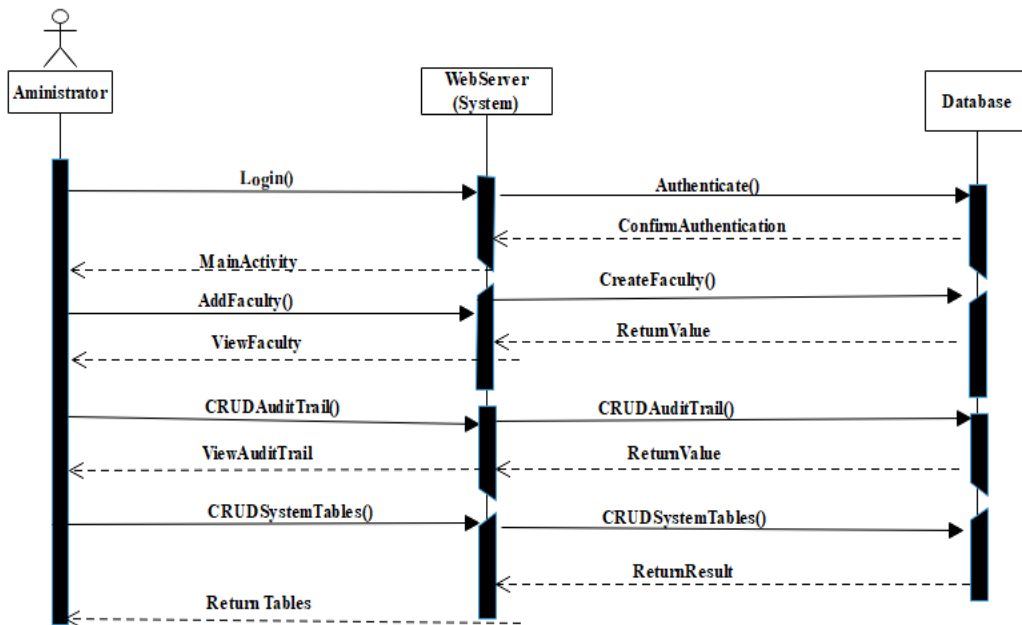 Aministrator
WebServer
(System)
Database
Login()
Authenticate()
ConfirmAuthentication
MainActivity
CreateFaculty()
AddFaculty()
ReturnValue
ViewFaculty
CRUDAuditTrail()
CRUDAuditTrail()
ViewAuditTrail
ReturnValue
CRUDSystemTables()
CRUDSystemTables()
ReturnResult
Return Tables